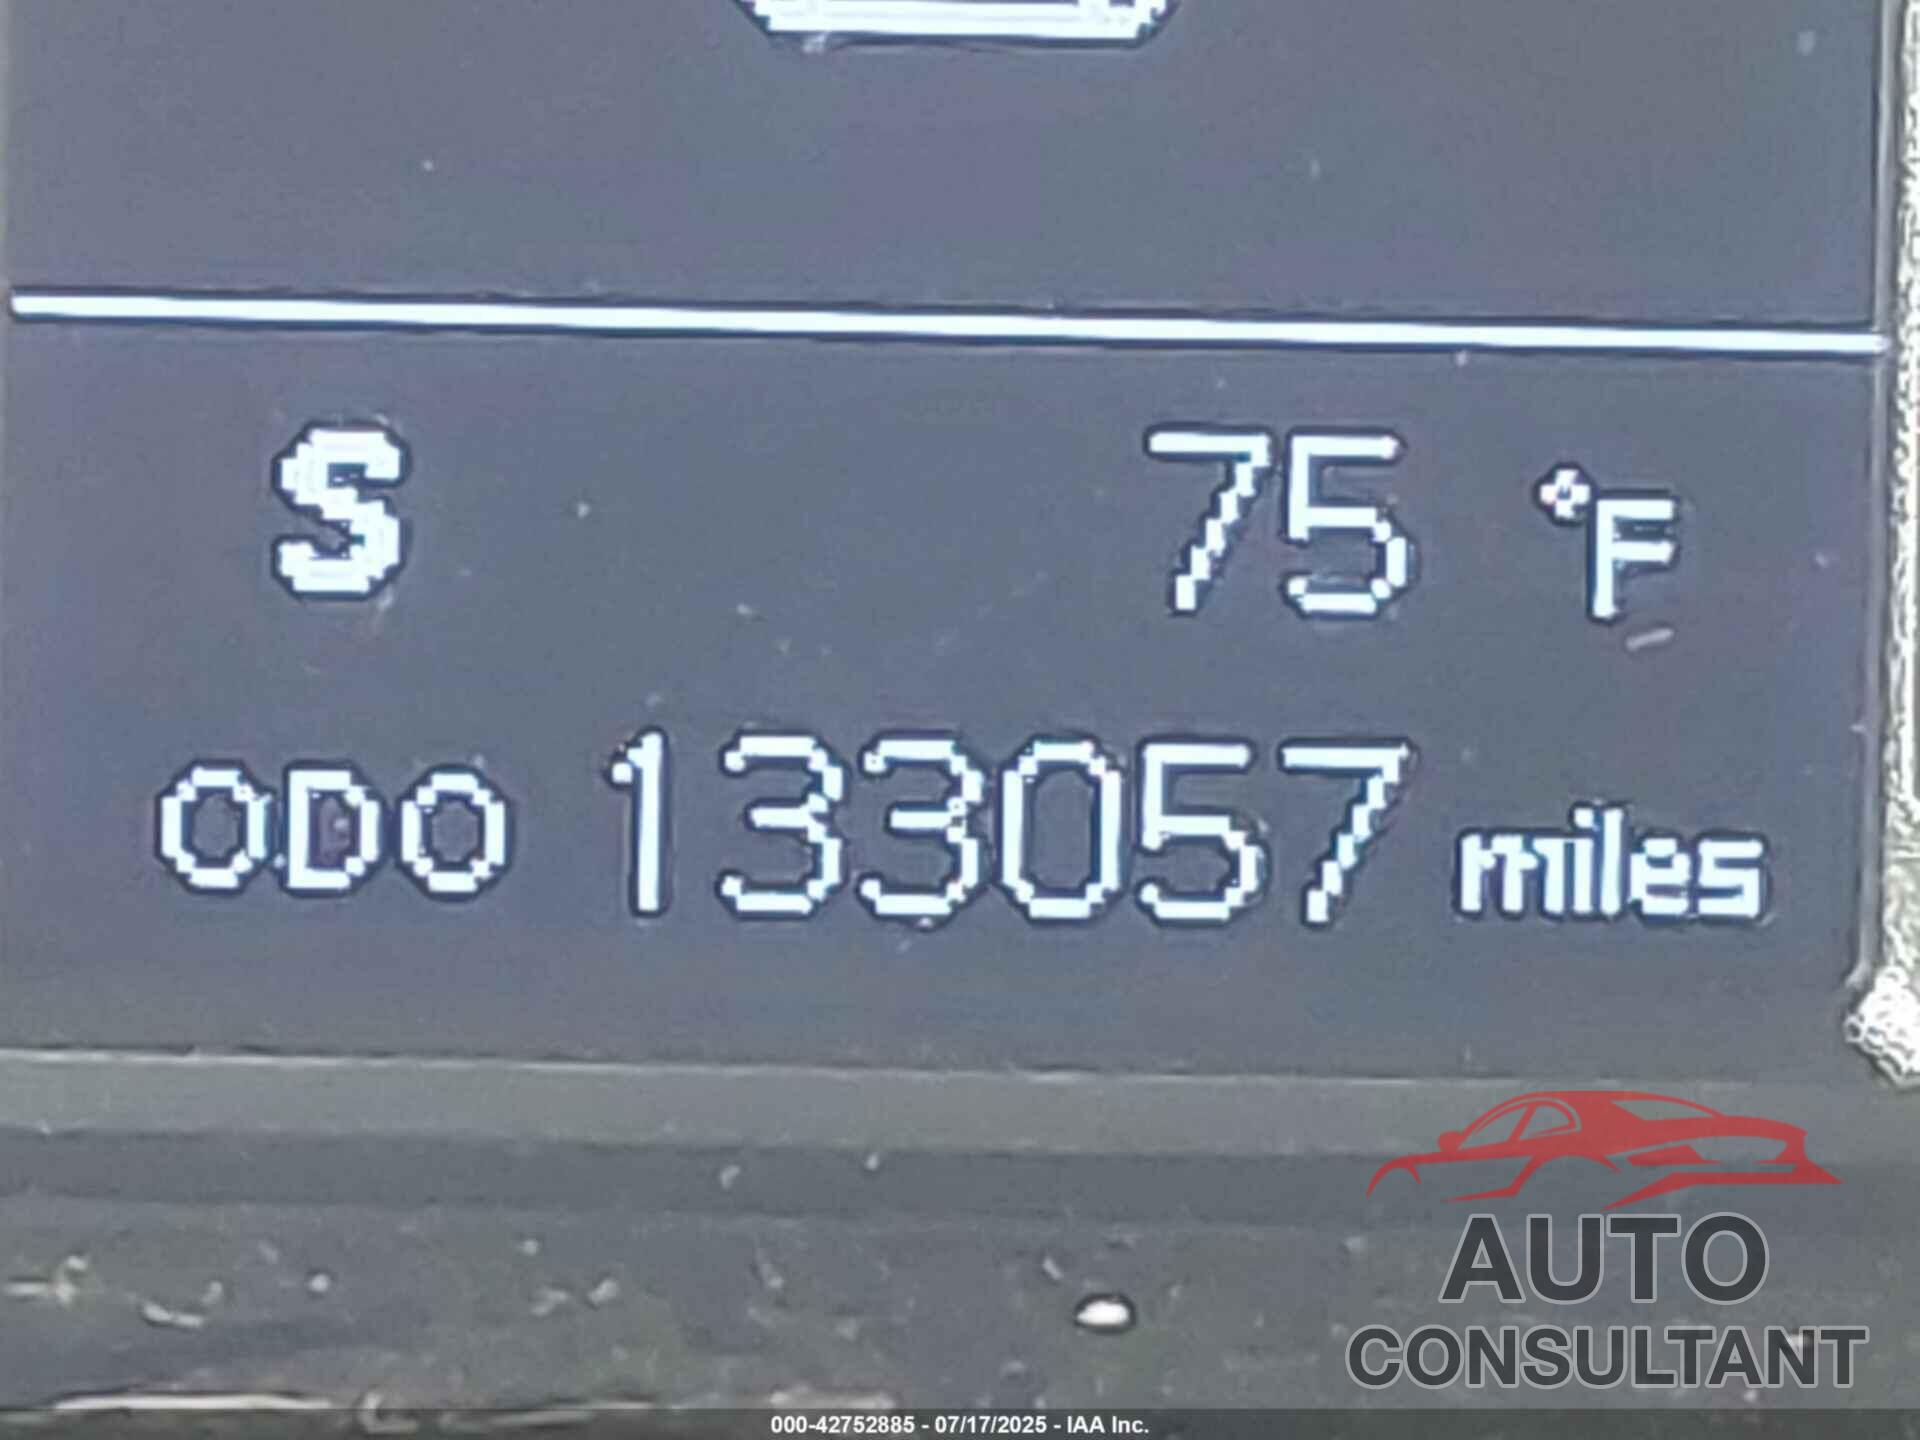 S 75 °F
ODO 133057 miles
AUTO
CONSULTANT
000-42752885 - 07/17/2025 - IAA Inc.